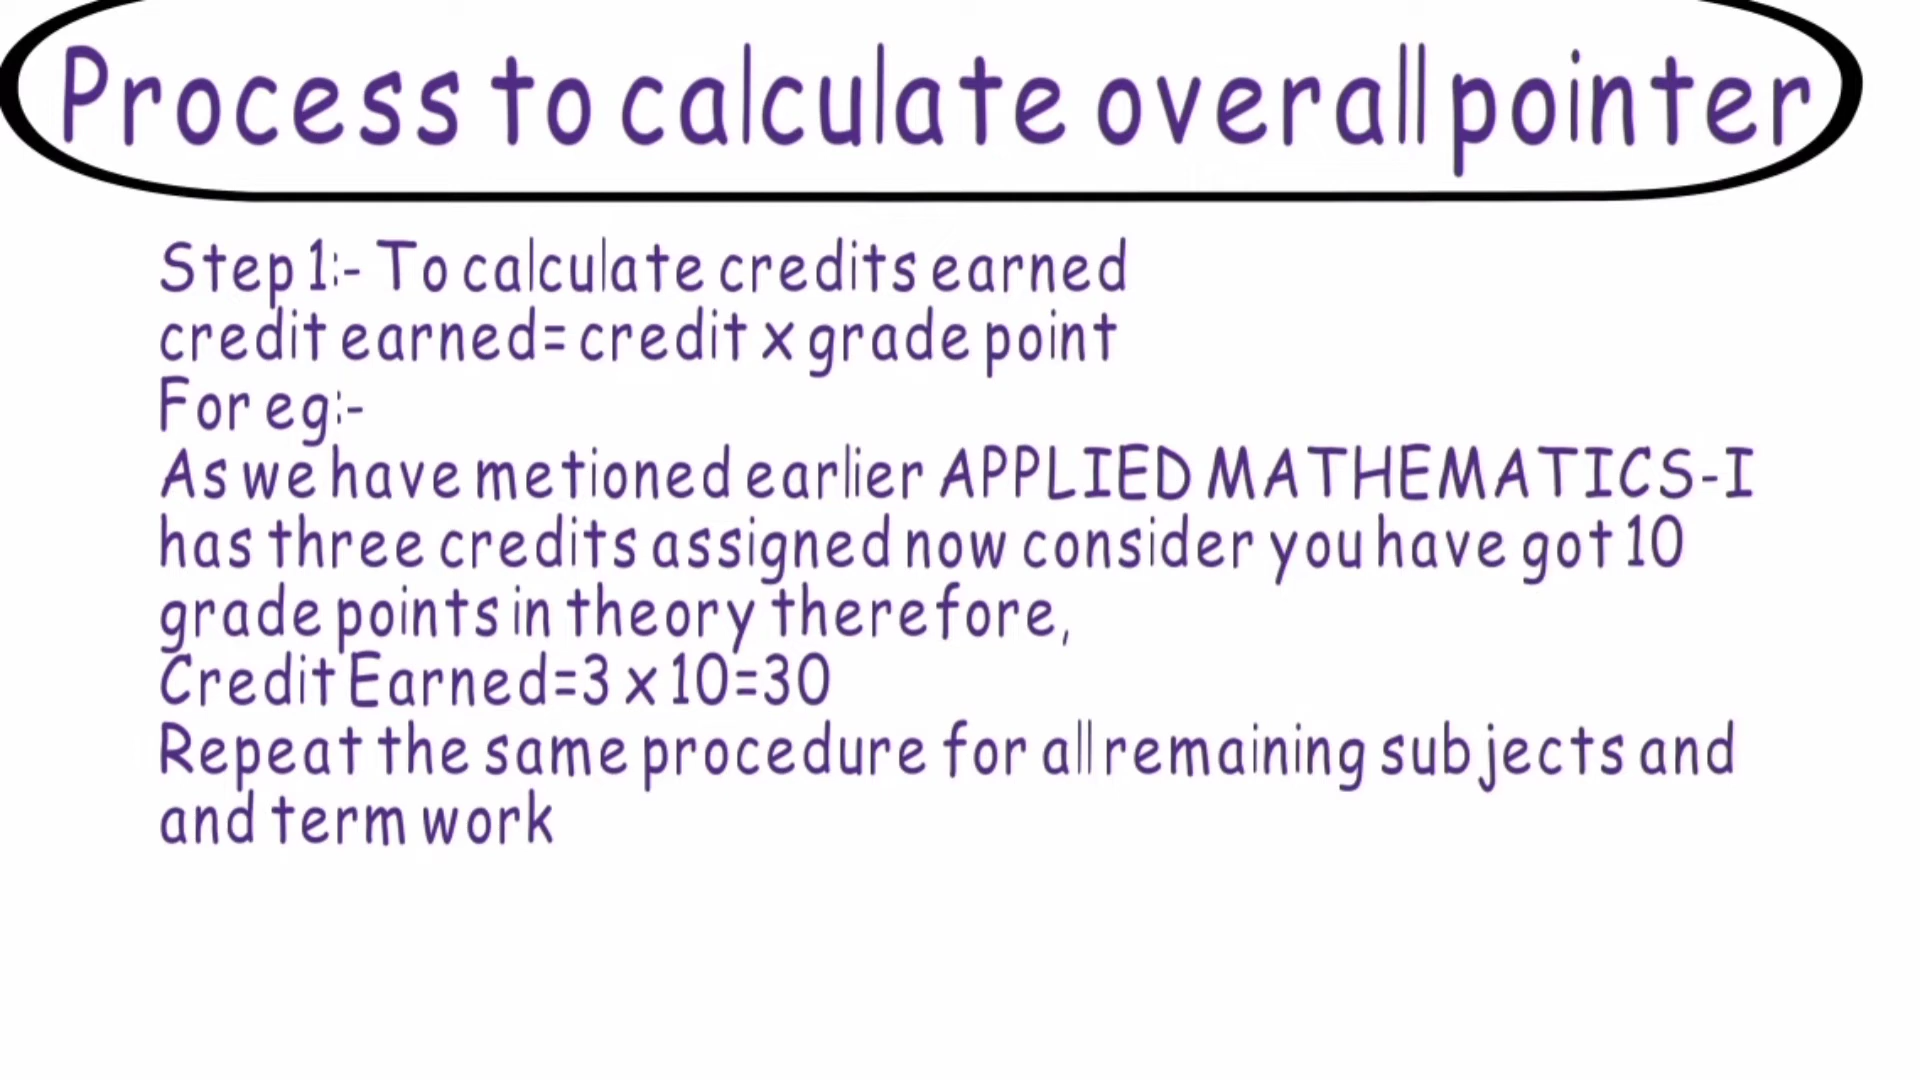 Process to calculate overall pointer
Step 1:- To calculate credits earned
credit earned= credit x grade point
For eg:-
As we have metioned earlier APPLIED MATHEMATICS-I
has three credits assigned now consider you have got 10
grade points in theory therefore,
Credit Earned=3 x 10=30
Repeat the same procedure for all remaining subjects and
and term work